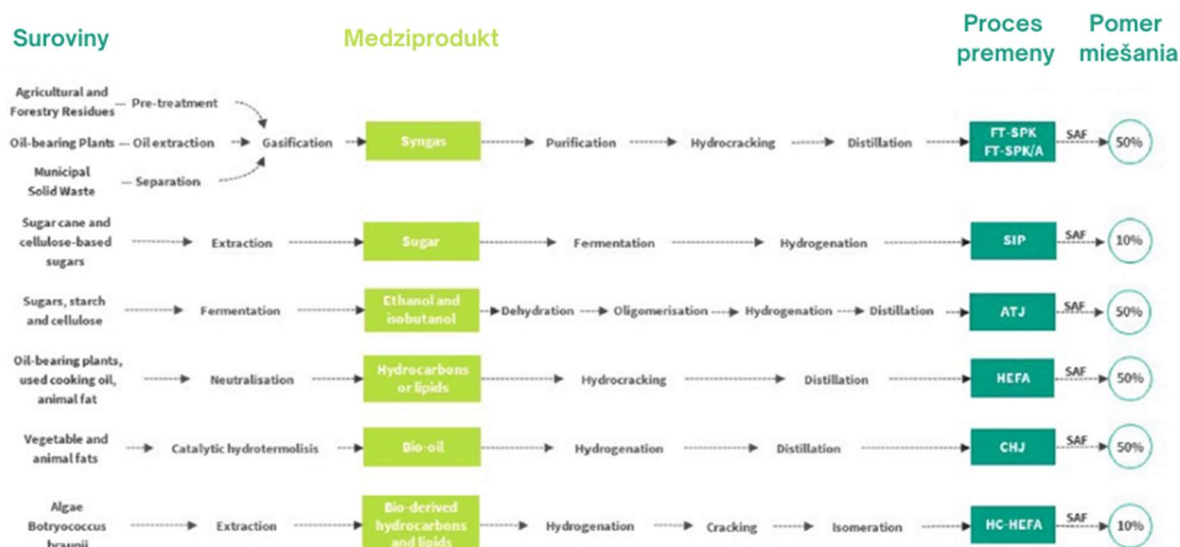 Suroviny
Medziprodukt
Proces
premeny
Pomer
miešania
Agricultural and
Forestry Residues
Pre-treatment
Oil-bearing Plants
Oil extraction
Gasification
Syngas
Purification
Hydrocracking
Distillation
FT-SPK
FT-SPK/A
SAF
50%
Municipal
Solid Waste
Separation
Sugar cane and
cellulose-based
sugars
Extraction
Sugar
Fermentation
Hydrogenation
SIP
SAF
10%
Sugars, starch
and cellulose
Fermentation
Ethanol and
isobutanol
Dehydration
Oligomerisation
Hydrogenation
Distillation
ATJ
SAF
50%
Oil-bearing plants,
used cooking oil,
animal fat
Neutralisation
Hydrocarbons
or lipids
Hydrocracking
Distillation
HEFA
SAF
50%
Vegetable and
animal fats
Catalytic hydrotermolisis
Bio-oil
Hydrogenation
Distillation
CHJ
SAF
50%
Algae
Botryococcus
braunii
Extraction
Bio-derived
hydrocarbons
and lipids
Hydrogenation
Cracking
Isomeration
HC-HEFA
SAF
10%